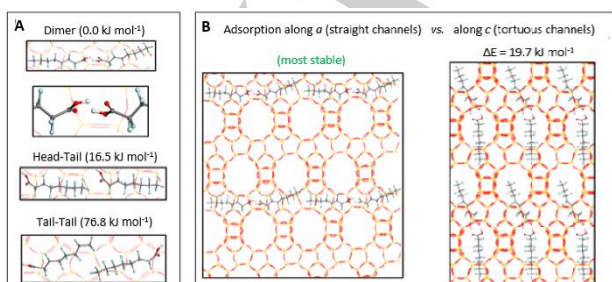 A
Dimer (0.0 kJ mol⁻¹)
Head-Tail (16.5 kJ mol⁻¹)
Tail-Tail (76.8 kJ mol⁻¹)
B Adsorption along a (straight channels) vs. along c (tortuous channels)
(most stable)
ΔE = 19.7 kJ mol⁻¹